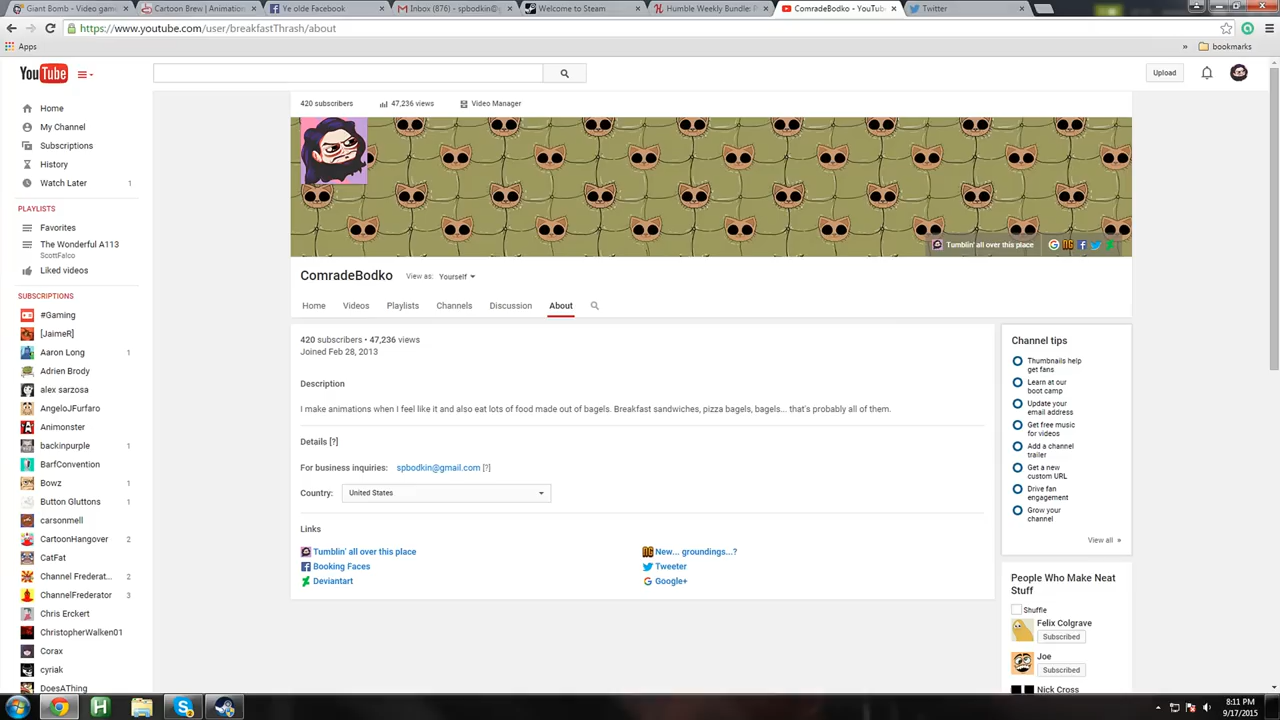 Giant Bomb - Video game
Cartoon Brew | Animation
Ye olde Facebook
Inbox (876) - spbodkin@g
Welcome to Steam
Humble Weekly Bundle:
ComradeBodko - YouTube
Twitter
https://www.youtube.com/user/breakfastThrash/about
Apps
»
bookmarks
YouTube
Upload
Home
My Channel
Subscriptions
History
Watch Later 1
PLAYLISTS
Favorites
The Wonderful A113
ScottFalco
Liked videos
SUBSCRIPTIONS
#Gaming
[JaimeR]
Aaron Long 1
Adrien Brody
alex sarzosa
AngeloJFurfaro
Animonster
backinpurple 1
BarfConvention
Bowz 1
Button Gluttons 1
carsonmell
CartoonHangover 2
CatFat
Channel Frederat... 2
ChannelFrederator 3
Chris Erckert
ChristopherWalken01
Corax
cyriak
DoesAThing
420 subscribers 47,236 views Video Manager
Tumblin' all over this place
ComradeBodko View as: Yourself
Home Videos Playlists Channels Discussion About
420 subscribers • 47,236 views
Joined Feb 28, 2013
Description
I make animations when I feel like it and also eat lots of food made out of bagels. Breakfast sandwiches, pizza bagels, bagels... that's probably all of them.
Details [?]
For business inquiries: spbodkin@gmail.com [?]
Country: United States
Links
Tumblin' all over this place
New... groundings...?
Booking Faces
Tweeter
Deviantart
Google+
Channel tips
Thumbnails help
get fans
Learn at our
boot camp
Update your
email address
Get free music
for videos
Add a channel
trailer
Get a new
custom URL
Drive fan
engagement
Grow your
channel
View all »
People Who Make Neat
Stuff
Shuffle
Felix Colgrave
Subscribed
Joe
Subscribed
Nick Cross
8:11 PM
9/17/2015